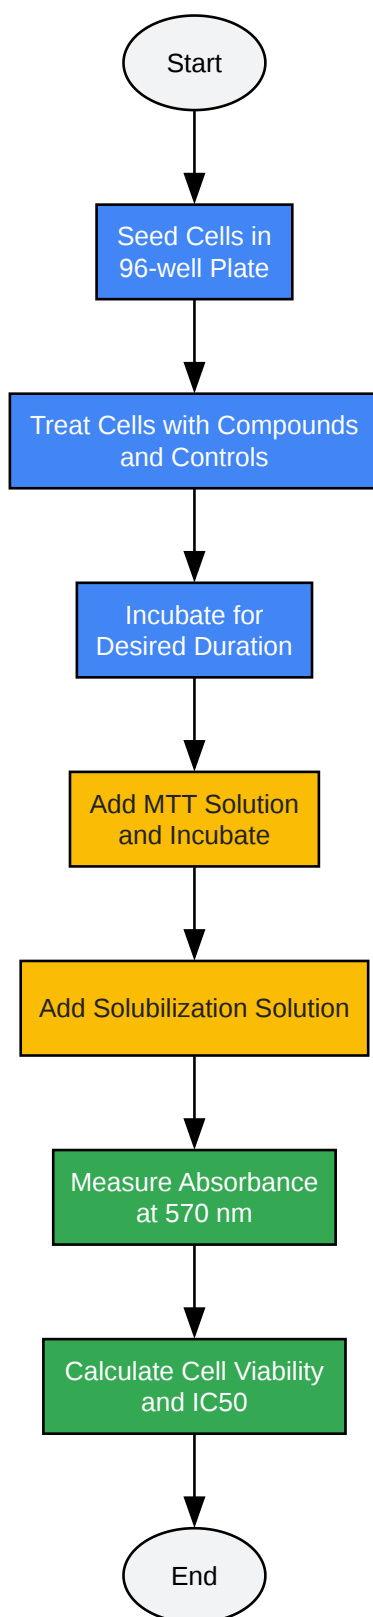 Start
Seed Cells in
96-well Plate
Treat Cells with Compounds
and Controls
Incubate for
Desired Duration
Add MTT Solution
and Incubate
Add Solubilization Solution
Measure Absorbance
at 570 nm
Calculate Cell Viability
and IC50
End